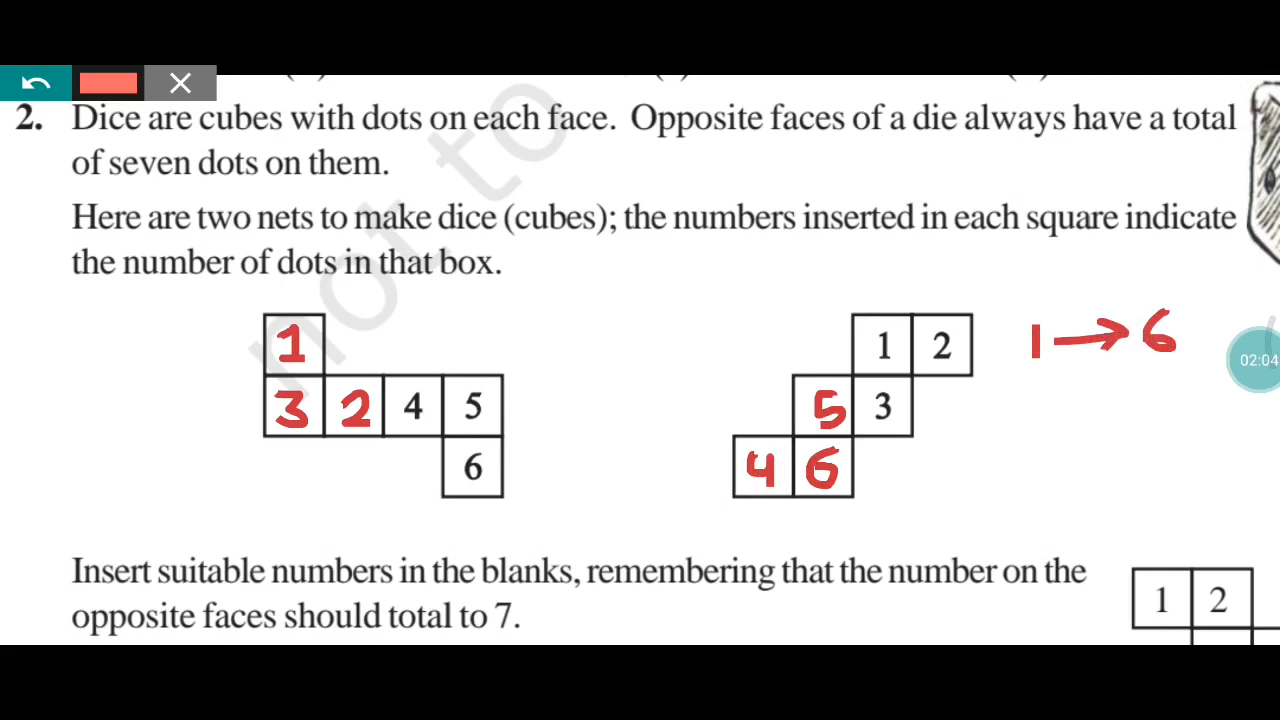 2. Dice are cubes with dots on each face. Opposite faces of a die always have a total
of seven dots on them.
Here are two nets to make dice (cubes); the numbers inserted in each square indicate
the number of dots in that box.
not to
1
3 2 4 5
6
1 2
5 3
4 6
1→6
02:04
Insert suitable numbers in the blanks, remembering that the number on the
opposite faces should total to 7.
1 2